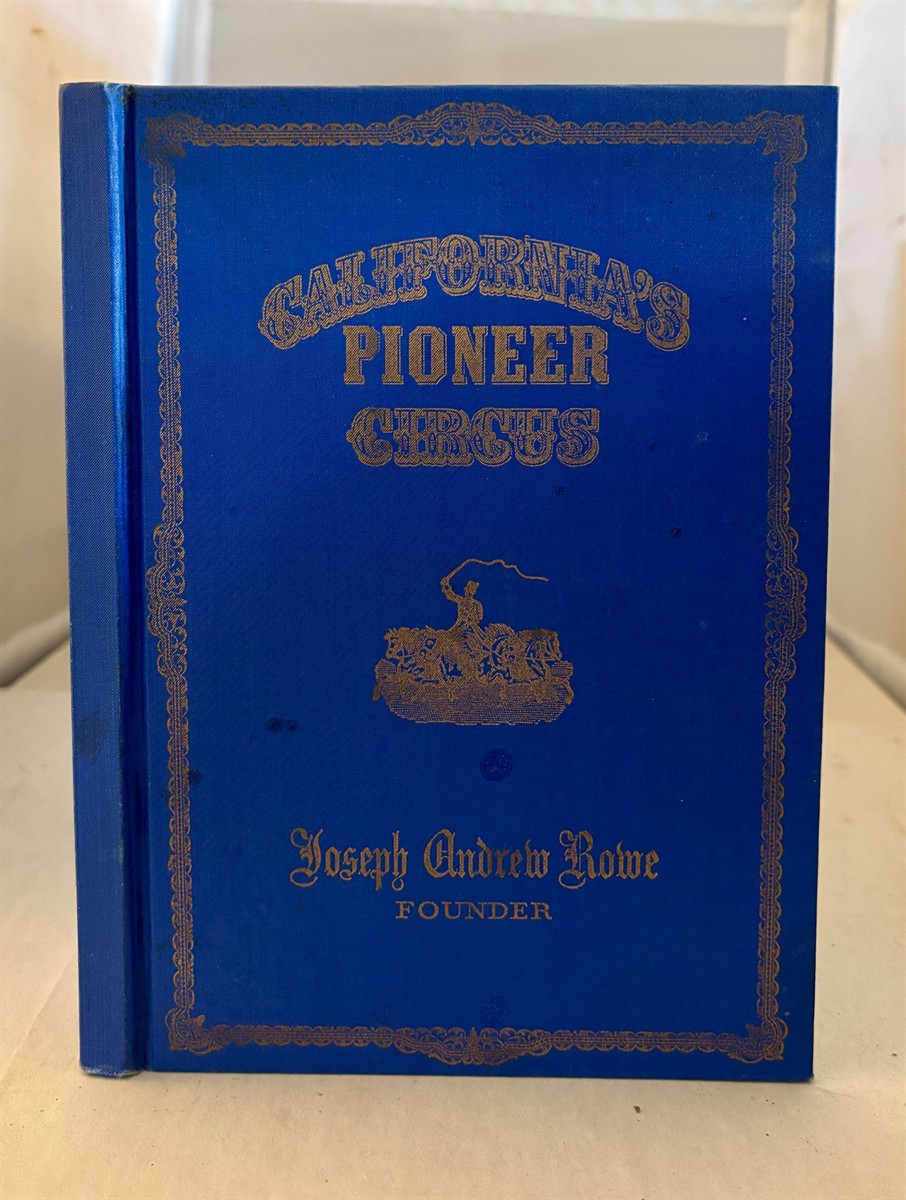 CALIFORNIA'S
PIONEER
CIRCUS
Joseph Andrew Rowe
FOUNDER